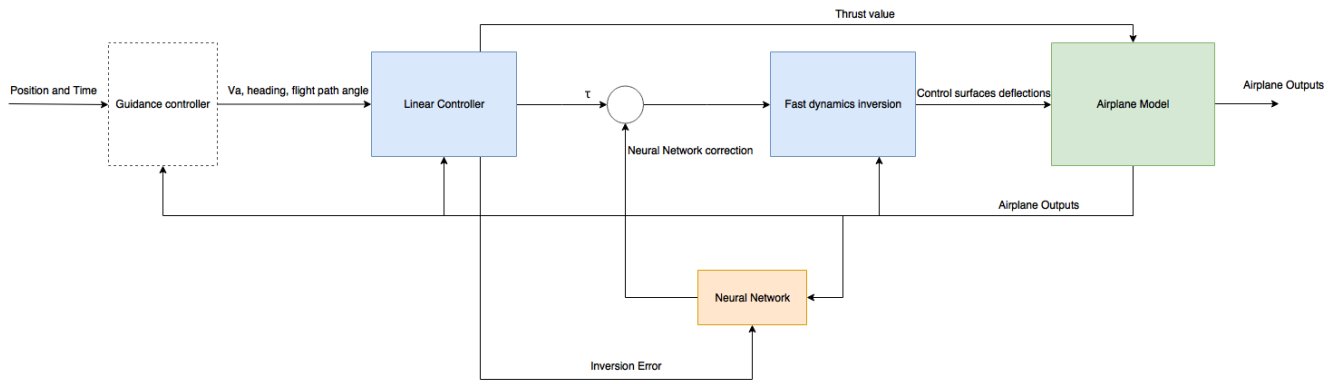 Thrust value
Position and Time
Guidance controller
Va, heading, flight path angle
Linear Controller
τ
Fast dynamics inversion
Control surfaces deflections
Airplane Model
Airplane Outputs
Neural Network correction
Airplane Outputs
Neural Network
Inversion Error